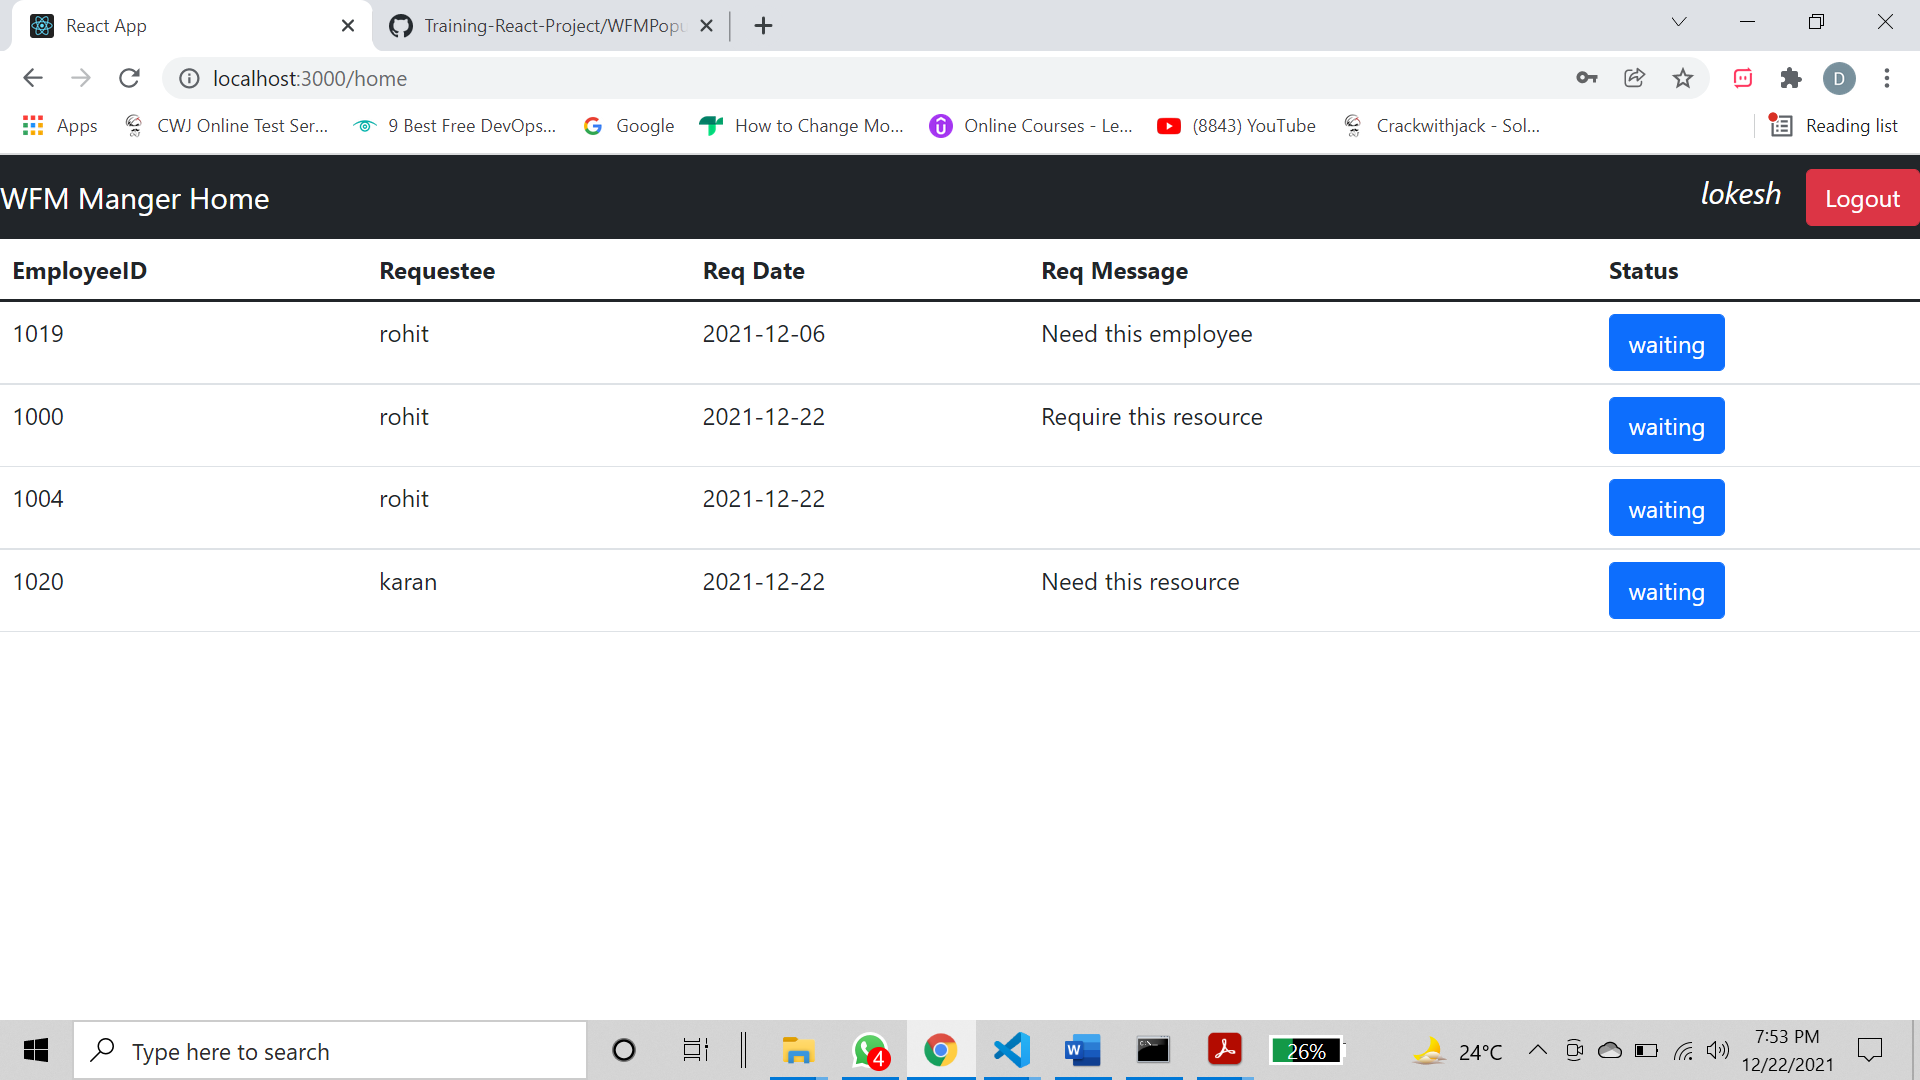 React App
Training-React-Project/WFMPopu
localhost:3000/home
D
Apps
CWJ Online Test Ser...
9 Best Free DevOps...
Google
How to Change Mo...
Online Courses - Le...
(8843) YouTube
Crackwithjack - Sol...
Reading list
WFM Manger Home
lokesh
Logout
EmployeeID Requestee Req Date Req Message Status
1019 rohit 2021-12-06 Need this employee waiting
1000 rohit 2021-12-22 Require this resource waiting
1004 rohit 2021-12-22 waiting
1020 karan 2021-12-22 Need this resource waiting
Type here to search
4
W
26%
24°C
7:53 PM
12/22/2021